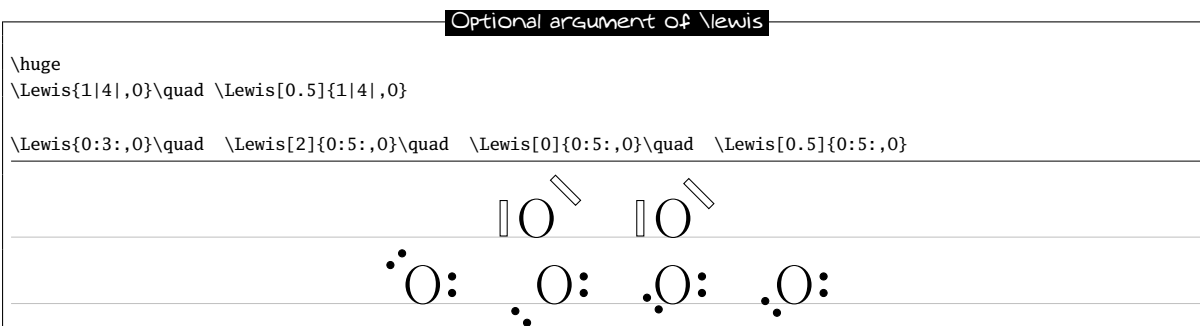 Optional argument of \lewis
\huge
\Lewis{1|4|,O}\quad \Lewis[0.5]{1|4|,O}
\Lewis{0:3:,O}\quad  \Lewis[2]{0:5:,O}\quad  \Lewis[0]{0:5:,O}\quad  \Lewis[0.5]{0:5:,O}
O O
O: O: O: O: